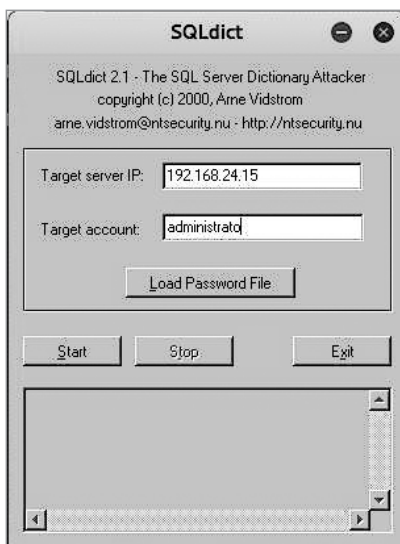 SQLdict
SQLdict 2.1 - The SQL Server Dictionary Attacker
copyright (c) 2000, Arne Vidstrom
arne.vidstrom@ntsecurity.nu - http://ntsecurity.nu
Target server IP: 192.168.24.15
Target account: administrato
Load Password File
Start Stop Exit